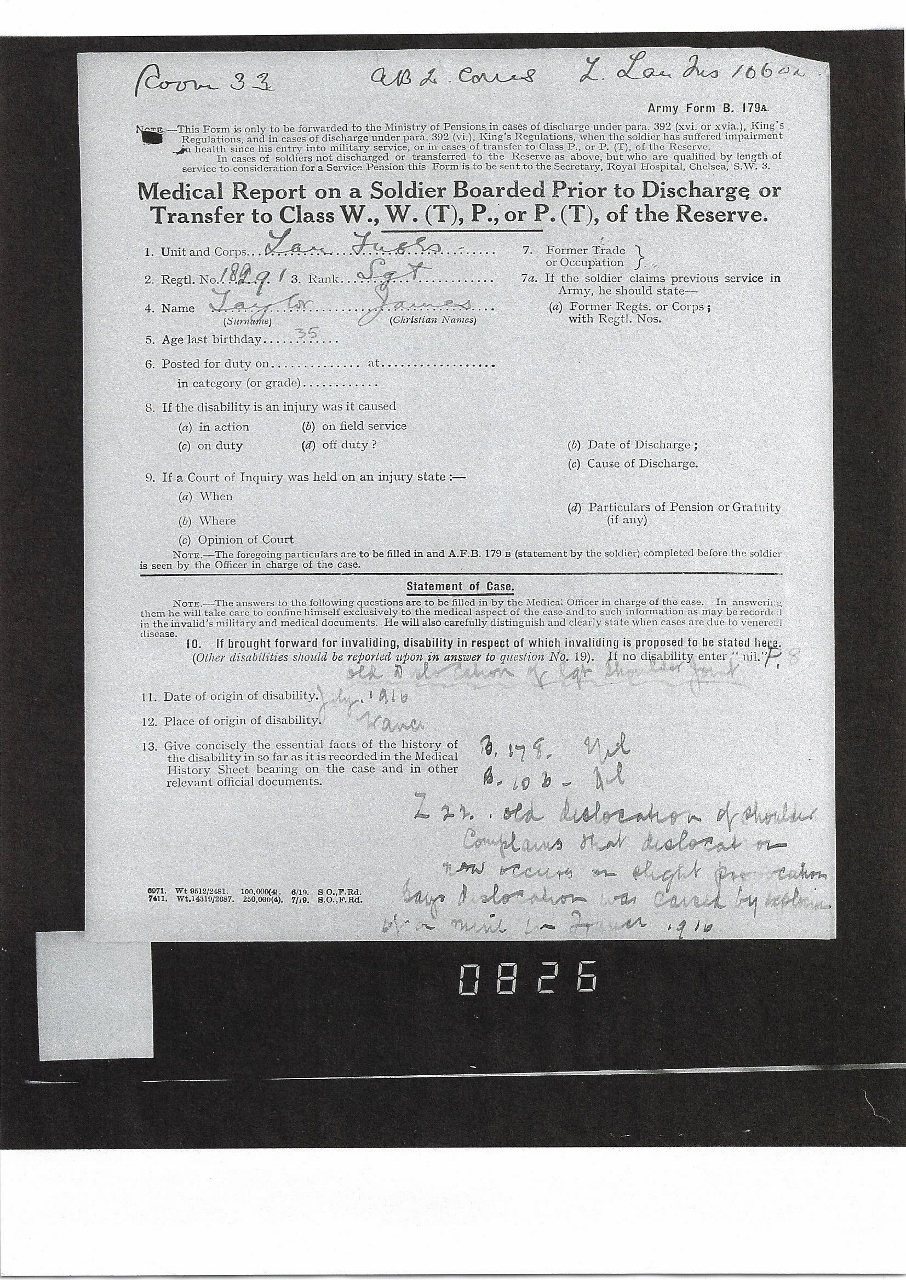 Room 33
Army Form B. 179A.
NOTE.—This Form is only to be forwarded to the Ministry of Pensions in cases of discharge under para. 392 (xvi. or xvia.), King's
Regulations, and in cases of discharge under para. 392 (vi.), King's Regulations, when the soldier has suffered impairment
in health since his entry into military service, or in cases of transfer to Class P., or P. (T), of the Reserve.
In cases of soldiers not discharged or transferred to the Reserve as above, but who are qualified by length of
service to consideration for a Service Pension this Form is to be sent to the Secretary, Royal Hospital, Chelsea, S.W. 3.
Medical Report on a Soldier Boarded Prior to Discharge or
Transfer to Class W., W. (T), P., or P. (T), of the Reserve.
1. Unit and Corps... Lan Fus
2. Regtl. No. 18291 3. Rank... Sgt
4. Name Taylor James
(Surname) (Christian Names)
5. Age last birthday... 35
6. Posted for duty on... at...
in category (or grade)...
7. Former Trade
or Occupation }
7a. If the soldier claims previous service in
Army, he should state—
(a) Former Regts. or Corps ;
with Regtl. Nos.
8. If the disability is an injury was it caused
(a) in action (b) on field service
(c) on duty (d) off duty ?
(b) Date of Discharge ;
(c) Cause of Discharge.
9. If a Court of Inquiry was held on an injury state :—
(a) When
(b) Where
(c) Opinion of Court
(d) Particulars of Pension or Gratuity
(if any)
NOTE.—The foregoing particulars are to be filled in and A.F.B. 179 B (statement by the soldier) completed before the soldier
is seen by the Officer in charge of the case.
Statement of Case.
NOTE.—The answers to the following questions are to be filled in by the Medical Officer in charge of the case. In answering
them he will take care to confine himself exclusively to the medical aspect of the case and to such information as may be recorded
in the invalid's military and medical documents. He will also carefully distinguish and clearly state when cases are due to venereal
disease.
10. If brought forward for invaliding, disability in respect of which invaliding is proposed to be stated here.
(Other disabilities should be reported upon in answer to question No. 19). If no disability enter "nil."
old Dislocation of Rgt Shoulder Joint
11. Date of origin of disability. July. 1916
12. Place of origin of disability. France
13. Give concisely the essential facts of the history of
the disability in so far as it is recorded in the Medical
History Sheet bearing on the case and in other
relevant official documents.
B. 178. Nil
B. 103 - Nil
Z 22. old dislocation of shoulder
Complains that dislocation
now occurs on slight provocation
Says dislocation was caused by explosion
of a mine in France 1916
6971. Wt 9512/2481. 100,000(4). 6/19. S.O.,F.Rd.
7411. Wt.14319/2687. 250,000(4). 7/19. S.O.,F.Rd.
0826